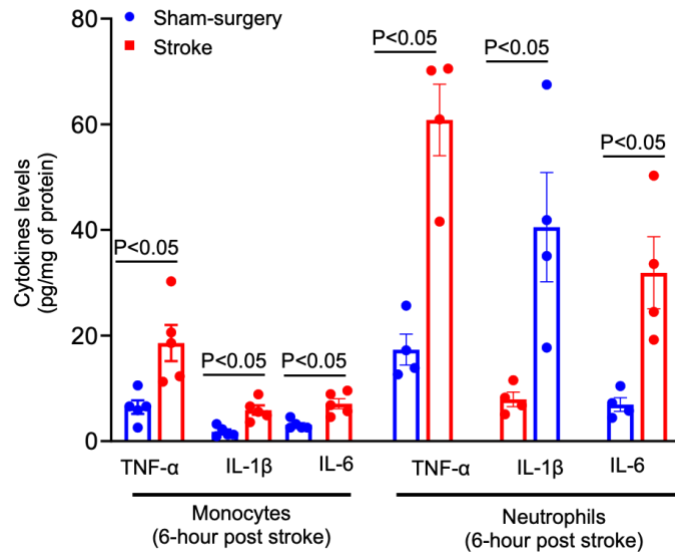 Sham-surgery
Stroke
Cytokines levels
(pg/mg of protein)
80
60
40
20
0
P<0.05
P<0.05
P<0.05
P<0.05
P<0.05
P<0.05
TNF-α
IL-1β
IL-6
TNF-α
IL-1β
IL-6
Monocytes
(6-hour post stroke)
Neutrophils
(6-hour post stroke)